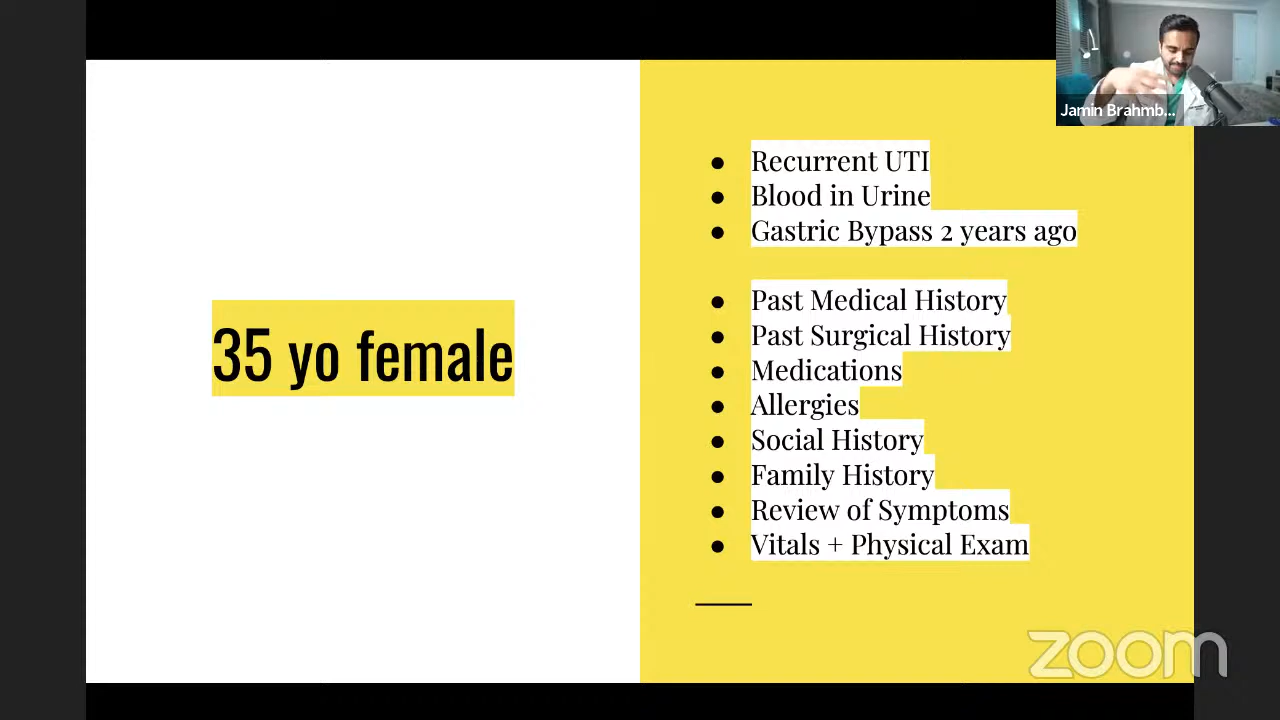 Jamin Brahmb...
35 yo female
● Recurrent UTI
● Blood in Urine
● Gastric Bypass 2 years ago
● Past Medical History
● Past Surgical History
● Medications
● Allergies
● Social History
● Family History
● Review of Symptoms
● Vitals + Physical Exam
zoom